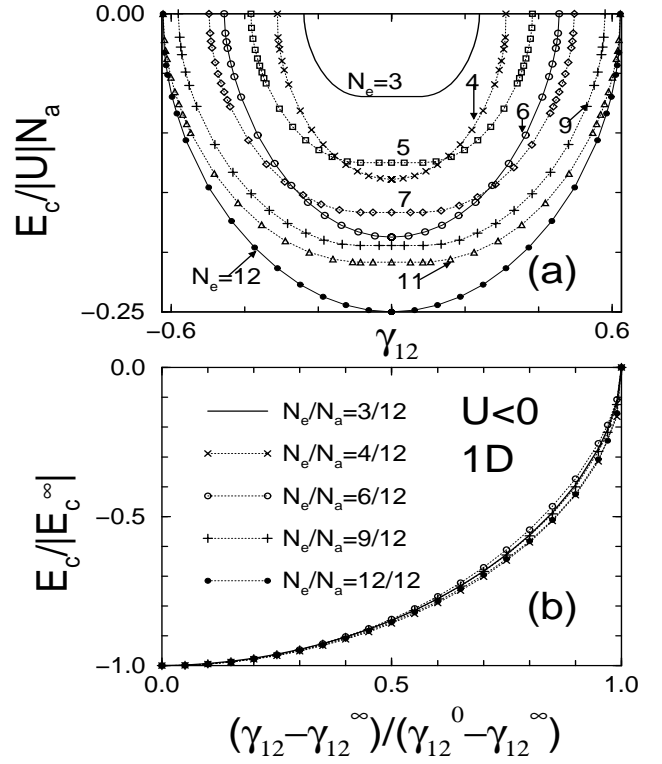 0.0
E_c/|U|N_a
N_e=3
4
5
6
9
7
N_e=12
11
(a)
−0.25
−0.6
γ_12
0.6
0.0
E_c/|E_c^∞|
N_e/N_a=3/12
U<0
N_e/N_a=4/12
1D
N_e/N_a=6/12
−0.5
N_e/N_a=9/12
N_e/N_a=12/12
(b)
−1.0
0.0
0.5
1.0
(γ_12−γ_12^∞)/(γ_12^0−γ_12^∞)